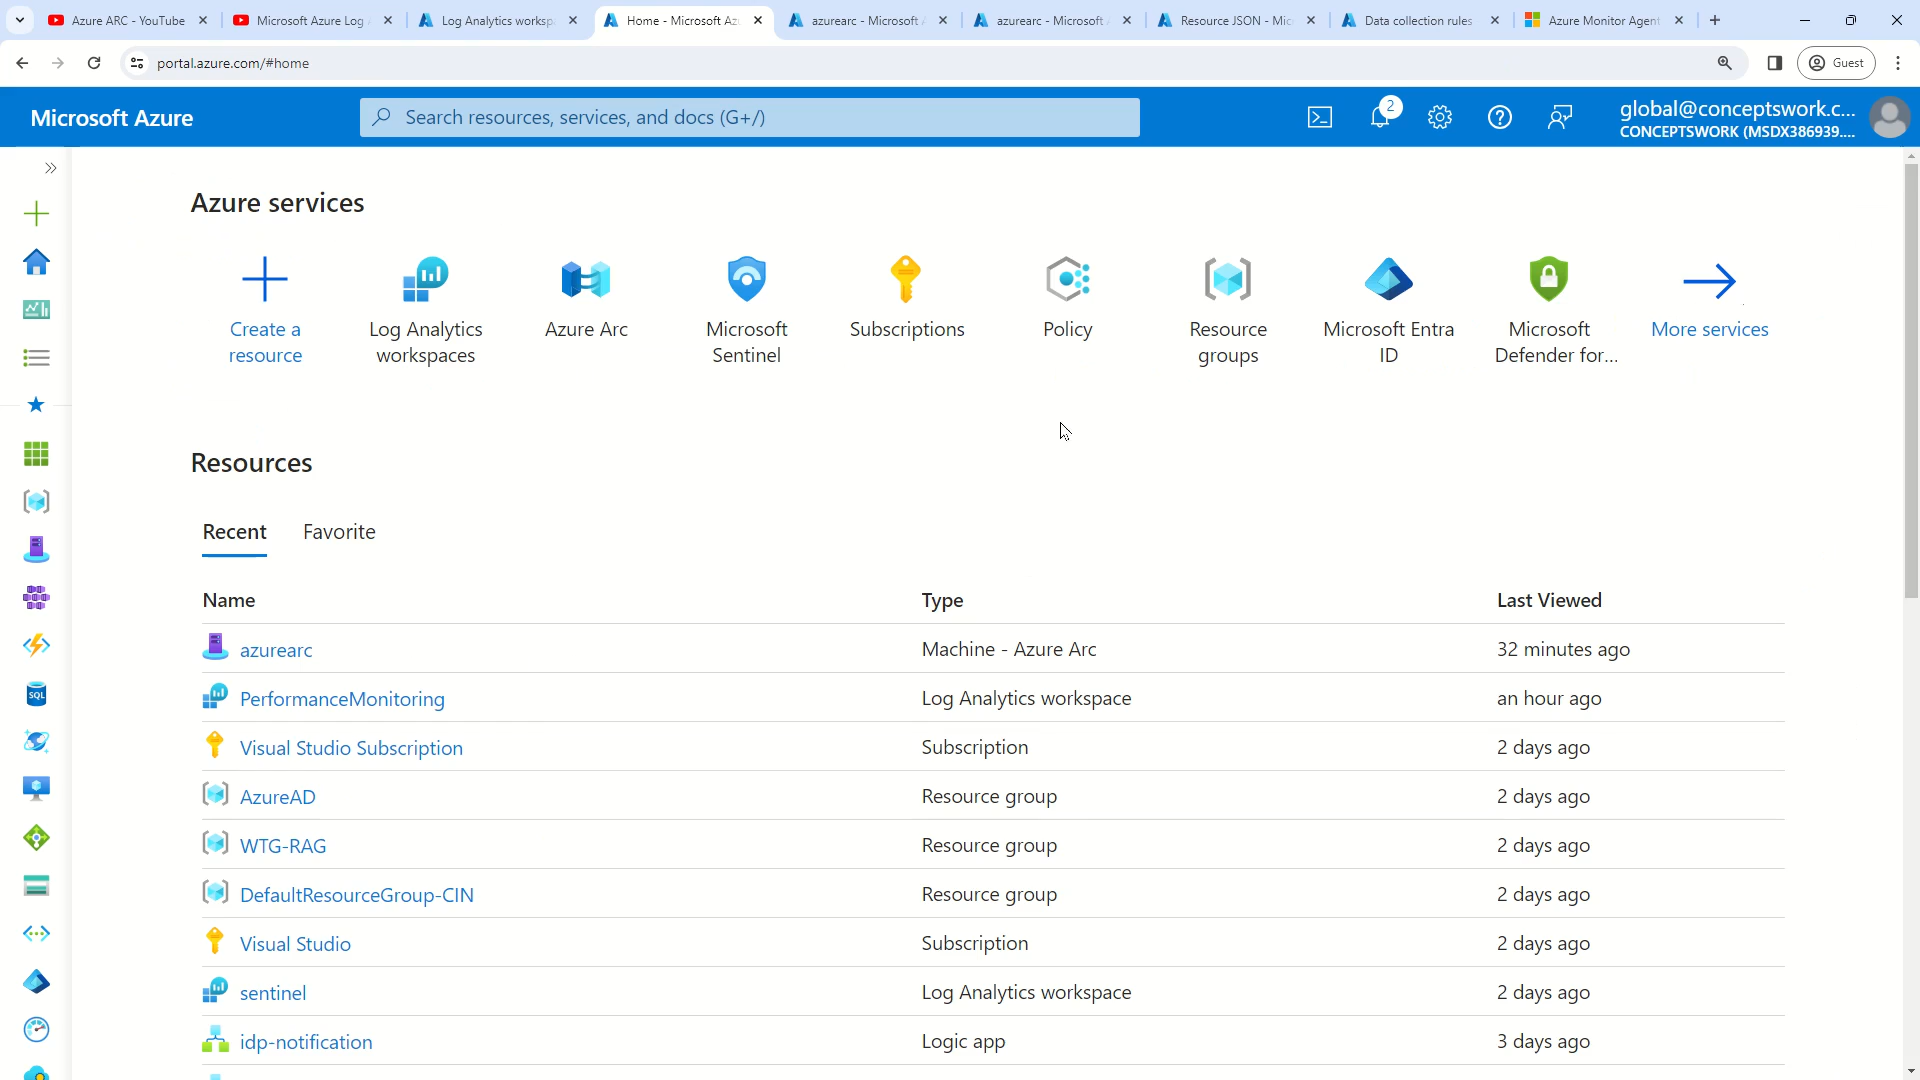 Azure ARC - YouTube
Microsoft Azure Log
Log Analytics worksp
Home - Microsoft Az
azurearc - Microsoft
azurearc - Microsoft
Resource JSON - Mic
Data collection rules
Azure Monitor Agent
portal.azure.com/#home
Guest
Microsoft Azure
Search resources, services, and docs (G+/)
2
global@conceptswork.c...
CONCEPTSWORK (MSDX386939....
Azure services
Create a
resource
Log Analytics
workspaces
Azure Arc
Microsoft
Sentinel
Subscriptions
Policy
Resource
groups
Microsoft Entra
ID
Microsoft
Defender for...
More services
Resources
Recent Favorite
Name Type Last Viewed
azurearc Machine - Azure Arc 32 minutes ago
PerformanceMonitoring Log Analytics workspace an hour ago
Visual Studio Subscription Subscription 2 days ago
AzureAD Resource group 2 days ago
WTG-RAG Resource group 2 days ago
DefaultResourceGroup-CIN Resource group 2 days ago
Visual Studio Subscription 2 days ago
sentinel Log Analytics workspace 2 days ago
idp-notification Logic app 3 days ago
SQL